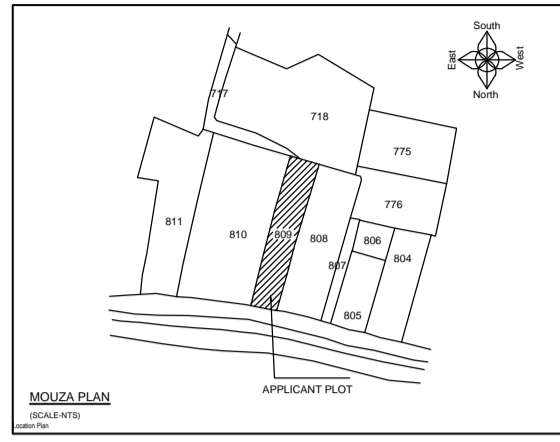 South
East
West
North
717
718
775
776
811
810
809
808
807
806
804
805
APPLICANT PLOT
MOUZA PLAN
(SCALE-NTS)
Location Plan